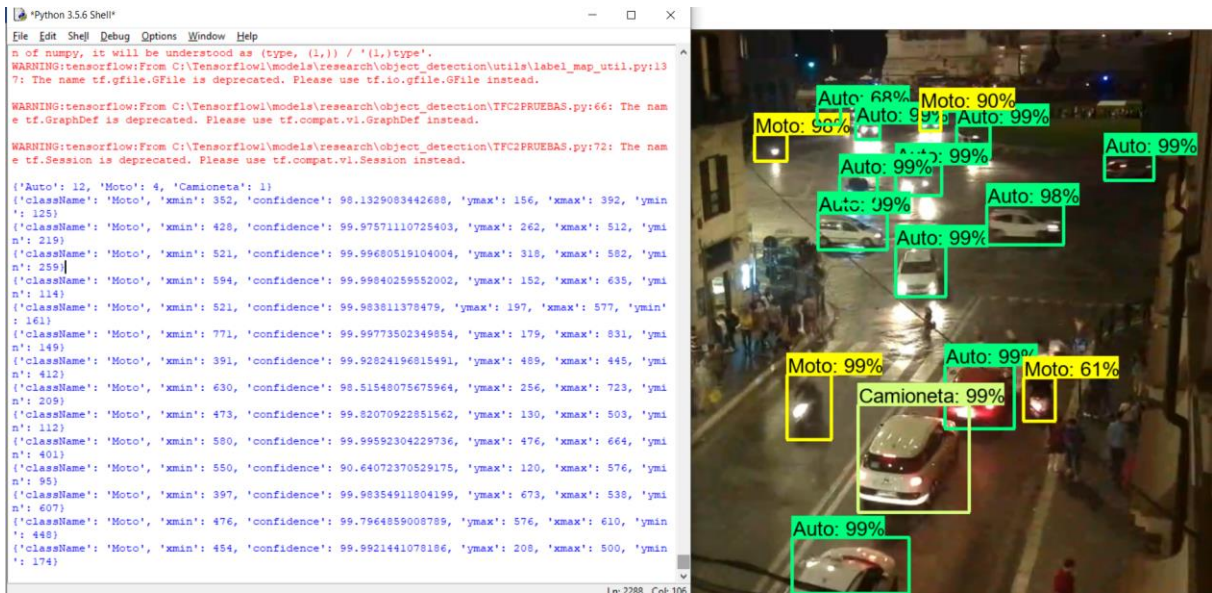 *Python 3.5.6 Shell*
File Edit Shell Debug Options Window Help
n of numpy, it will be understood as (type, (1,)) / '(1,)type'.
WARNING:tensorflow:From C:\Tensorflow1\models\research\object_detection\utils\label_map_util.py:13
7: The name tf.gfile.GFile is deprecated. Please use tf.io.gfile.GFile instead.
WARNING:tensorflow:From C:\Tensorflow1\models\research\object_detection\TFC2PRUEBAS.py:66: The nam
e tf.GraphDef is deprecated. Please use tf.compat.v1.GraphDef instead.
WARNING:tensorflow:From C:\Tensorflow1\models\research\object_detection\TFC2PRUEBAS.py:72: The nam
e tf.Session is deprecated. Please use tf.compat.v1.Session instead.
{'Auto': 12, 'Moto': 4, 'Camioneta': 1}
{'className': 'Moto', 'xmin': 352, 'confidence': 98.1329083442688, 'ymax': 156, 'xmax': 392, 'ymin
': 125}
{'className': 'Moto', 'xmin': 428, 'confidence': 99.97571110725403, 'ymax': 262, 'xmax': 512, 'ymi
n': 219}
{'className': 'Moto', 'xmin': 521, 'confidence': 99.99680519104004, 'ymax': 318, 'xmax': 582, 'ymi
n': 259}
{'className': 'Moto', 'xmin': 594, 'confidence': 99.99840259552002, 'ymax': 152, 'xmax': 635, 'ymi
n': 114}
{'className': 'Moto', 'xmin': 521, 'confidence': 99.983811378479, 'ymax': 197, 'xmax': 577, 'ymin'
: 161}
{'className': 'Moto', 'xmin': 771, 'confidence': 99.99773502349854, 'ymax': 179, 'xmax': 831, 'ymi
n': 149}
{'className': 'Moto', 'xmin': 391, 'confidence': 99.92824196815491, 'ymax': 489, 'xmax': 445, 'ymi
n': 412}
{'className': 'Moto', 'xmin': 630, 'confidence': 98.51548075675964, 'ymax': 256, 'xmax': 723, 'ymi
n': 209}
{'className': 'Moto', 'xmin': 473, 'confidence': 99.82070922851562, 'ymax': 130, 'xmax': 503, 'ymi
n': 112}
{'className': 'Moto', 'xmin': 580, 'confidence': 99.99592304229736, 'ymax': 476, 'xmax': 664, 'ymi
n': 401}
{'className': 'Moto', 'xmin': 550, 'confidence': 90.64072370529175, 'ymax': 120, 'xmax': 576, 'ymi
n': 95}
{'className': 'Moto', 'xmin': 397, 'confidence': 99.98354911804199, 'ymax': 673, 'xmax': 538, 'ymi
n': 607}
{'className': 'Moto', 'xmin': 476, 'confidence': 99.7964859008789, 'ymax': 576, 'xmax': 610, 'ymin
': 448}
{'className': 'Moto', 'xmin': 454, 'confidence': 99.9921441078186, 'ymax': 208, 'xmax': 500, 'ymin
': 174}
Ln: 2288 Col: 106
Auto: 68%
Moto: 90%
Moto: 98%
Auto: 99%
Auto: 99%
Auto: 99%
Auto: 99%
Auto: 99%
Auto: 99%
Auto: 98%
Auto: 99%
Moto: 99%
Auto: 99%
Moto: 61%
Camioneta: 99%
Auto: 99%